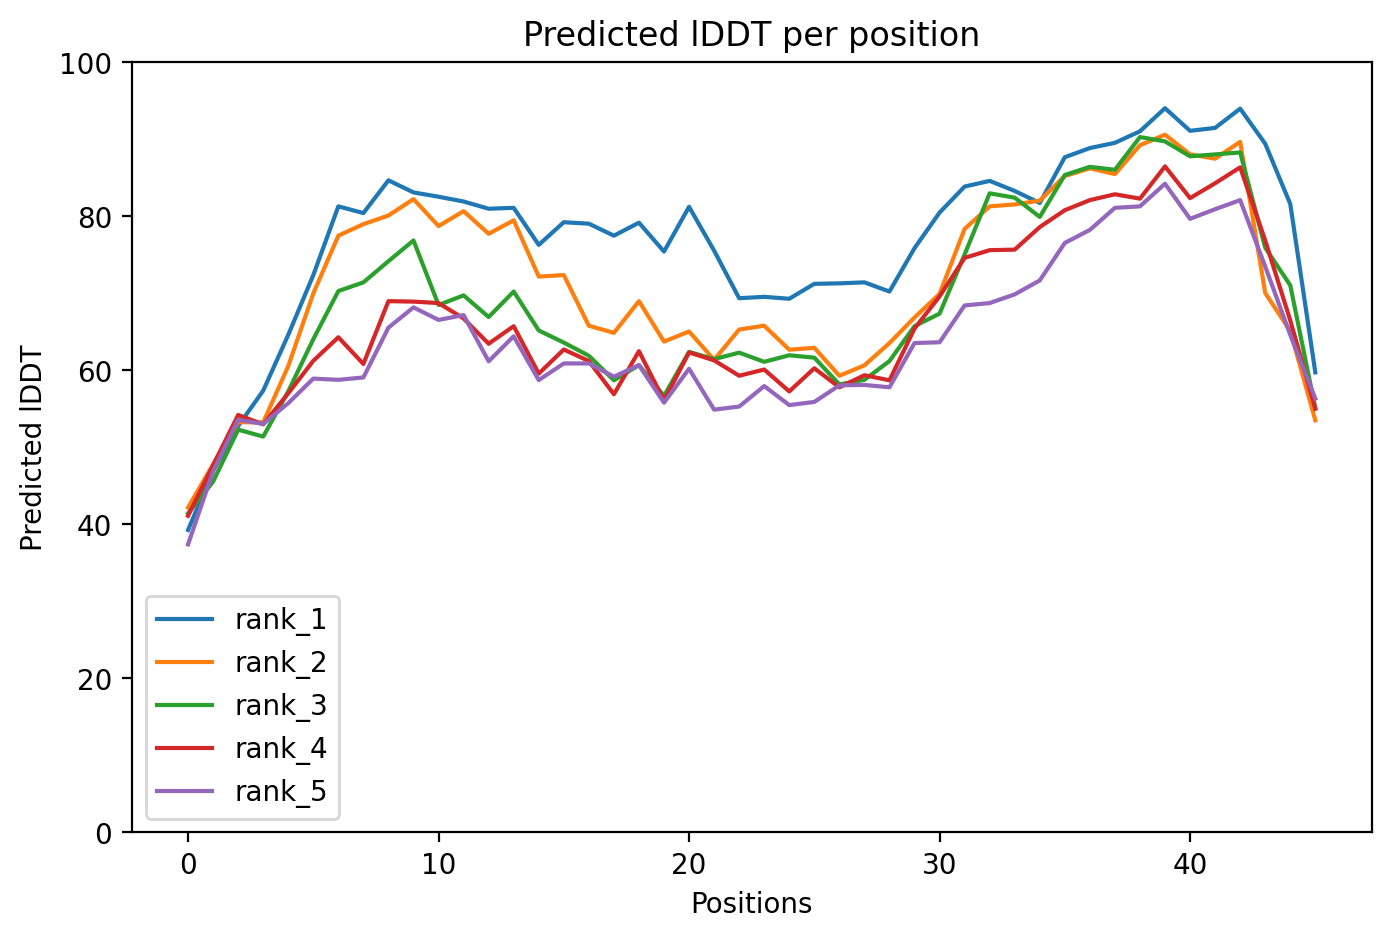 Predicted lDDT per position
100
80
60
40
20
0
Predicted lDDT
rank_1
rank_2
rank_3
rank_4
rank_5
0 10 20 30 40
Positions